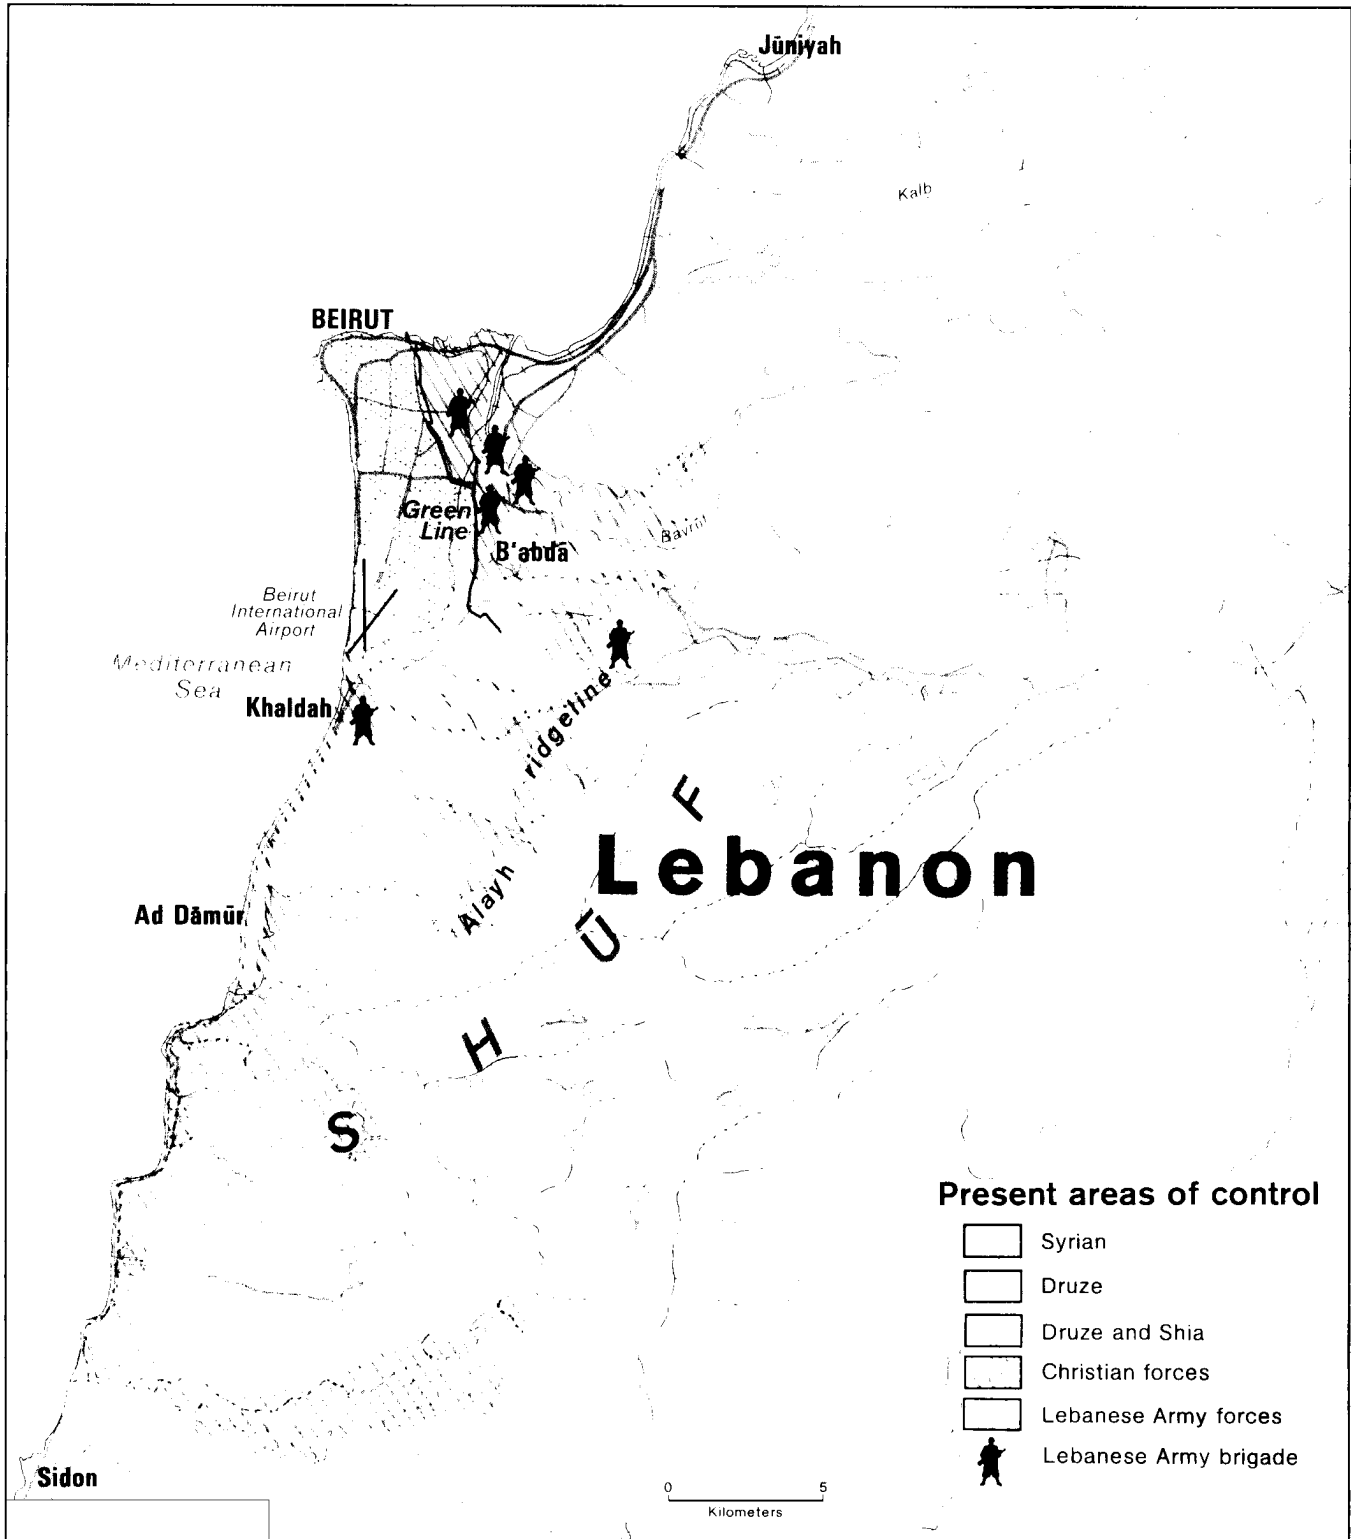 Jūniyah
Kalb
BEIRUT
Green
Line
Bayrūt
B'abdā
Beirut
International
Airport
Mediterranean
Sea
Khaldah
Alayh ridgeline
Lebanon
SHŪF
Ad Dāmūr
Present areas of control
Syrian
Druze
Druze and Shia
Christian forces
Lebanese Army forces
Lebanese Army brigade
Sidon
0 5
Kilometers